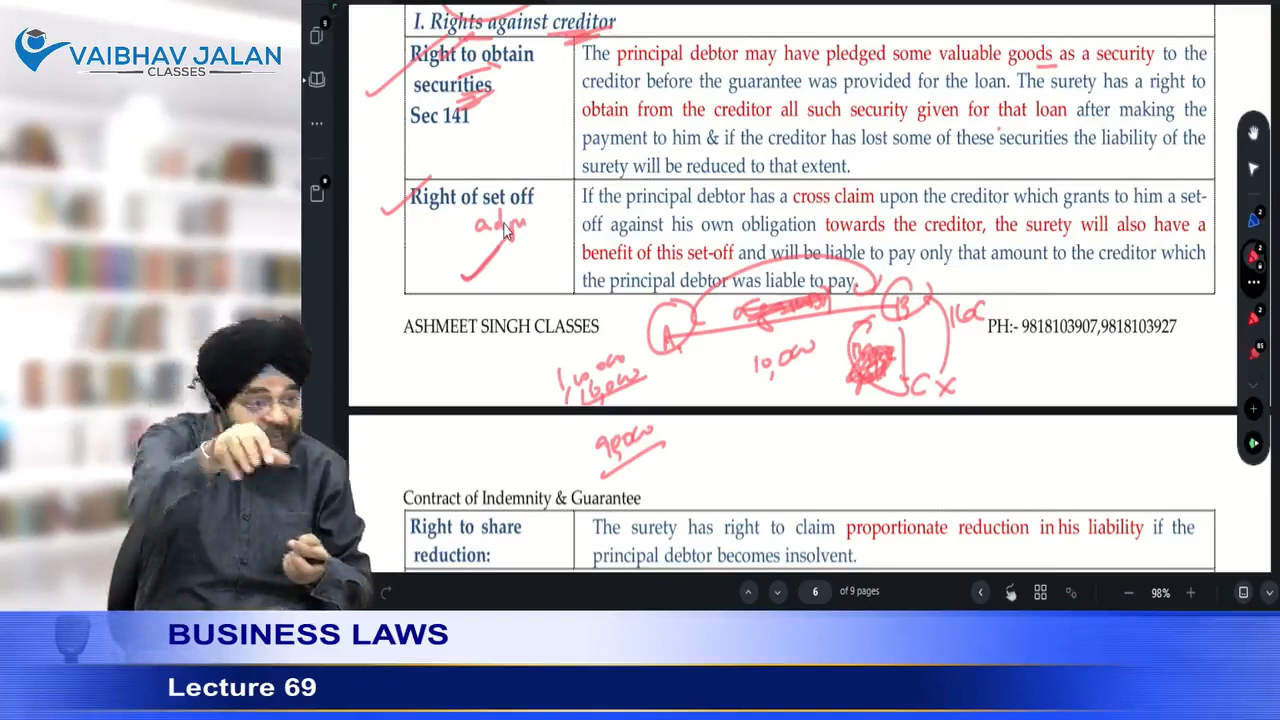 VAIBHAV JALAN
CLASSES
I. Rights against creditor
Right to obtain
securities
Sec 141
The principal debtor may have pledged some valuable goods as a security to the
creditor before the guarantee was provided for the loan. The surety has a right to
obtain from the creditor all such security given for that loan after making the
payment to him & if the creditor has lost some of these securities the liability of the
surety will be reduced to that extent.
Right of set off
If the principal debtor has a cross claim upon the creditor which grants to him a set-
off against his own obligation towards the creditor, the surety will also have a
benefit of this set-off and will be liable to pay only that amount to the creditor which
the principal debtor was liable to pay.
A
B
10,000
C X
ASHMEET SINGH CLASSES
PH:- 9818103907,9818103927
Contract of Indemnity & Guarantee
Right to share
reduction:
The surety has right to claim proportionate reduction in his liability if the
principal debtor becomes insolvent.
6 of 9 pages
98%
BUSINESS LAWS
Lecture 69